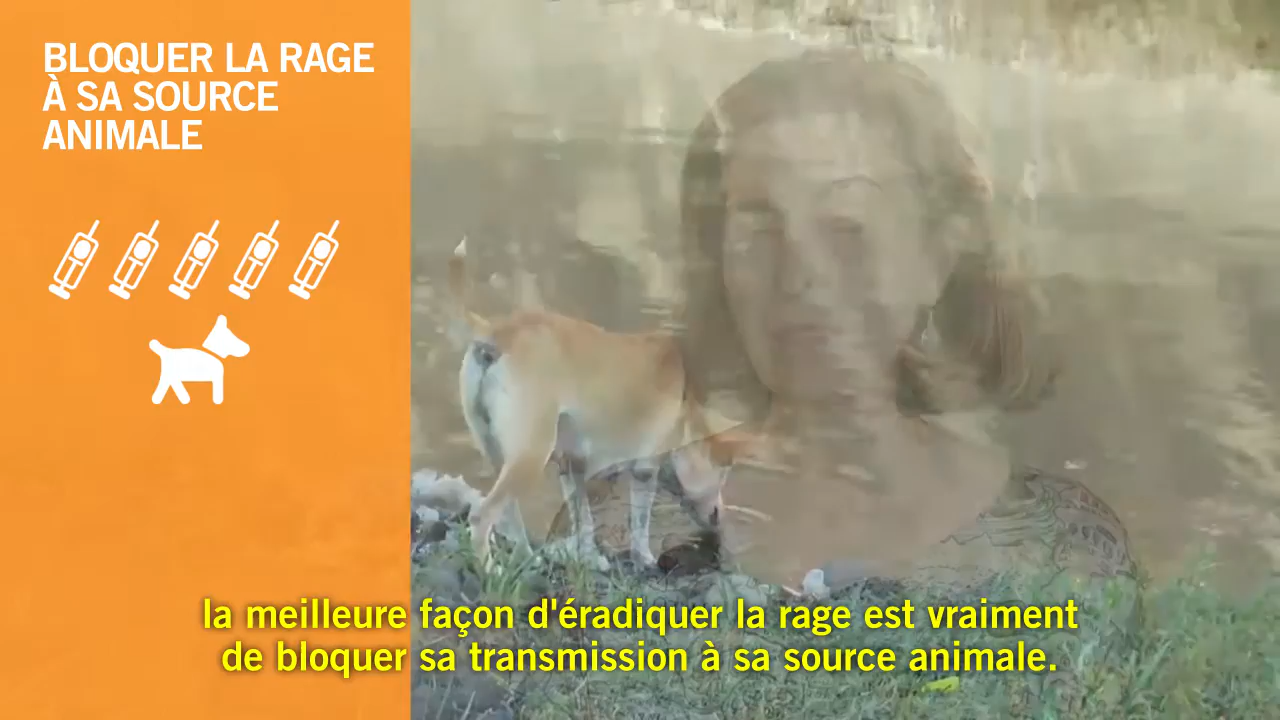 BLOQUER LA RAGE
À SA SOURCE
ANIMALE
la meilleure façon d'éradiquer la rage est vraiment
de bloquer sa transmission à sa source animale.